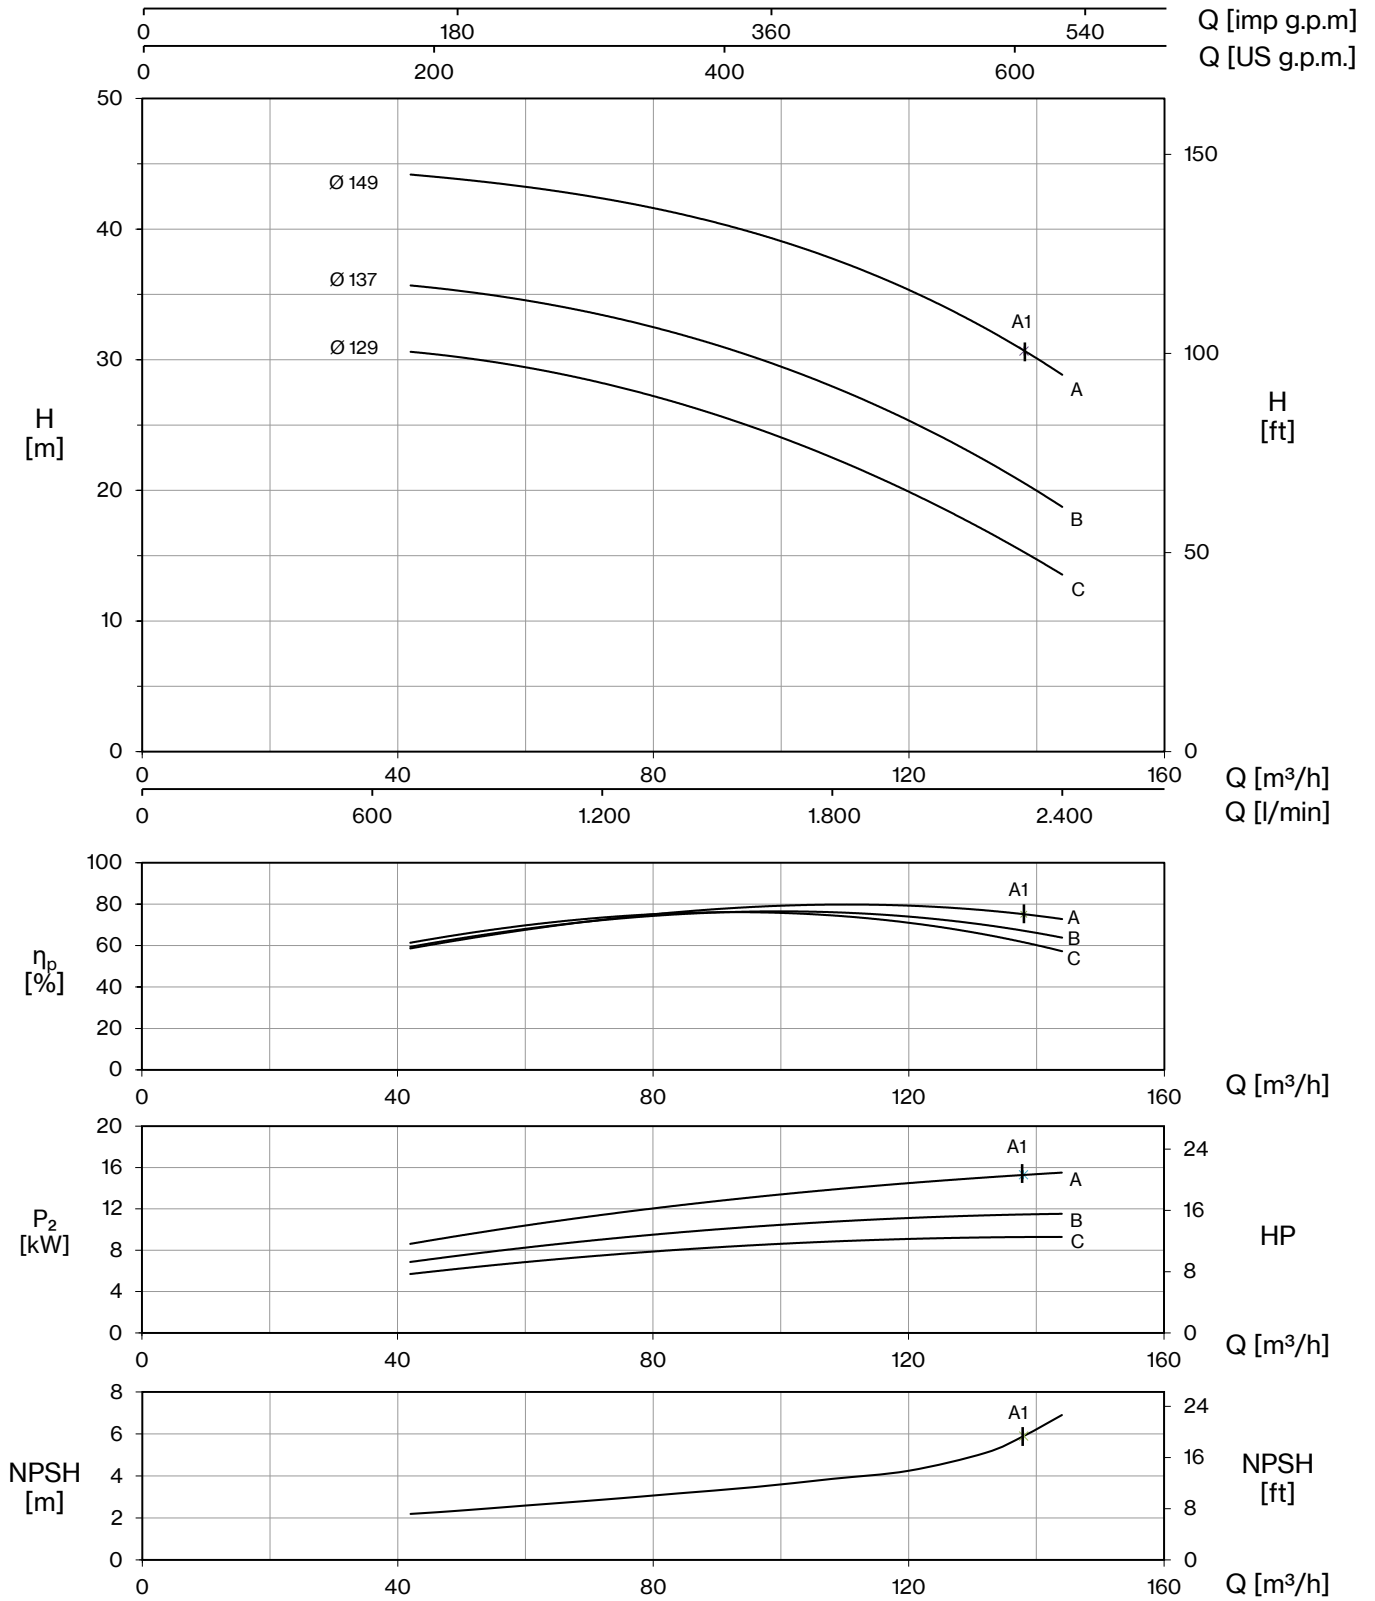 0 180 360 540 Q [imp g.p.m]
0 200 400 600 Q [US g.p.m.]
50
150
Ø 149
40
Ø 137
A1
Ø 129
30
100
A
H
[m]
H
[ft]
20
B
50
C
10
0 0
0 40 80 120 160 Q [m³/h]
0 600 1.200 1.800 2.400 Q [l/min]
100
A1
80
A
B
60
C
ηp
[%]
40
20
0
0 40 80 120 160 Q [m³/h]
20
A1
24
16
A
12
16
P₂
[kW]
B
HP
C
8
8
4
0 0
0 40 80 120 160 Q [m³/h]
8
A1
24
6
16
NPSH
[m]
NPSH
[ft]
4
8
2
0 0
0 40 80 120 160 Q [m³/h]